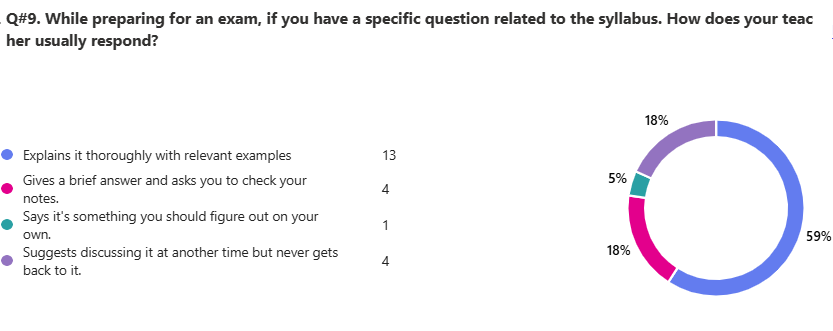 Q#9. While preparing for an exam, if you have a specific question related to the syllabus. How does your teac
her usually respond?
Explains it thoroughly with relevant examples 13
Gives a brief answer and asks you to check your
notes. 4
Says it's something you should figure out on your
own. 1
Suggests discussing it at another time but never gets
back to it. 4
18%
5%
18%
59%